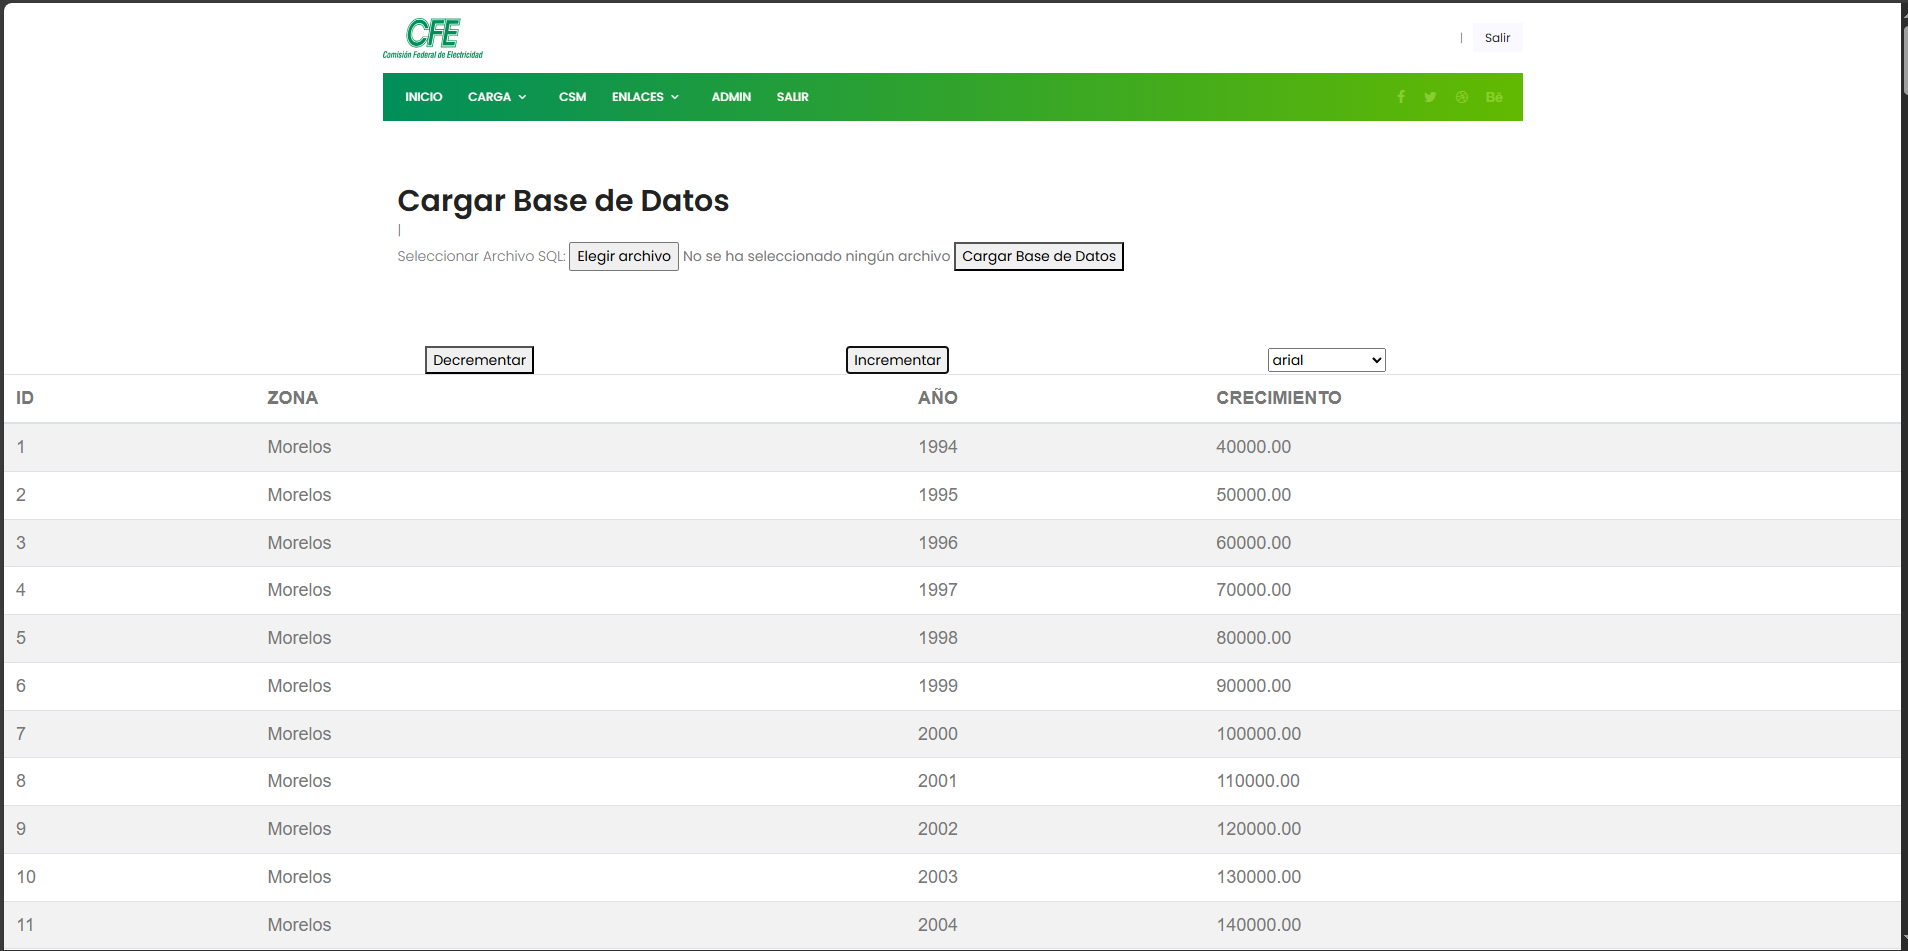 CFE
Comisión Federal de Electricidad
| Salir
INICIO CARGA CSM ENLACES ADMIN SALIR Bē
Cargar Base de Datos
|
Seleccionar Archivo SQL: Elegir archivo No se ha seleccionado ningún archivo Cargar Base de Datos
Decrementar Incrementar arial
ID ZONA AÑO CRECIMIENTO
1 Morelos 1994 40000.00
2 Morelos 1995 50000.00
3 Morelos 1996 60000.00
4 Morelos 1997 70000.00
5 Morelos 1998 80000.00
6 Morelos 1999 90000.00
7 Morelos 2000 100000.00
8 Morelos 2001 110000.00
9 Morelos 2002 120000.00
10 Morelos 2003 130000.00
11 Morelos 2004 140000.00